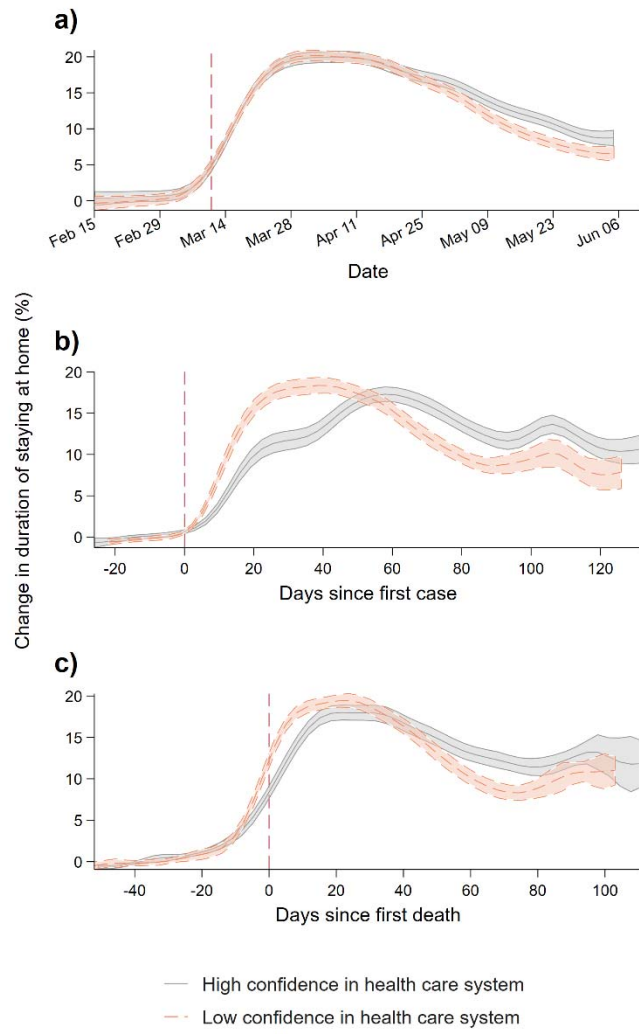 a)
20
15
10
5
0
Feb 15
Feb 29
Mar 14
Mar 28
Apr 11
Apr 25
May 09
May 23
Jun 06
Date
Change in duration of staying at home (%)
b)
20
15
10
5
0
-20
0
20
40
60
80
100
120
Days since first case
c)
20
15
10
5
0
-40
-20
0
20
40
60
80
100
Days since first death
High confidence in health care system
Low confidence in health care system